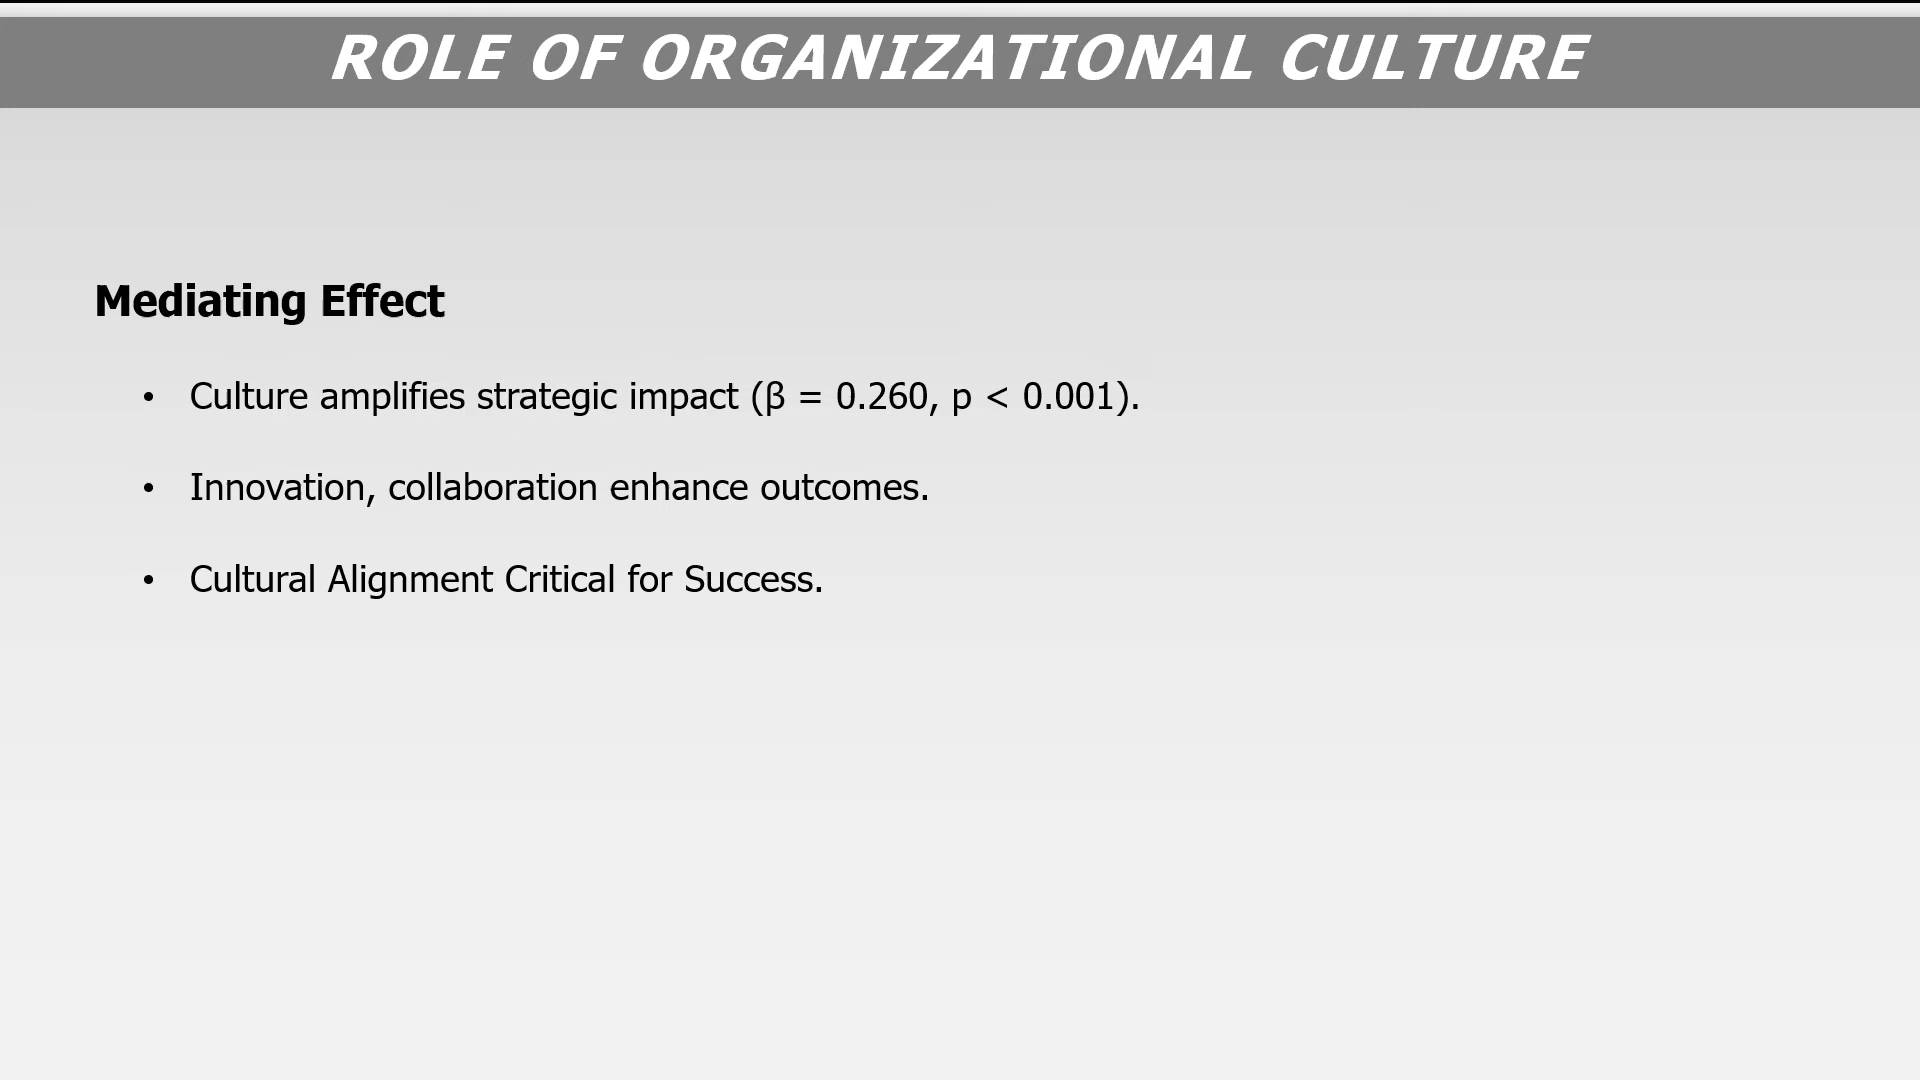 ROLE OF ORGANIZATIONAL CULTURE
Mediating Effect
• Culture amplifies strategic impact (β = 0.260, p < 0.001).
• Innovation, collaboration enhance outcomes.
• Cultural Alignment Critical for Success.